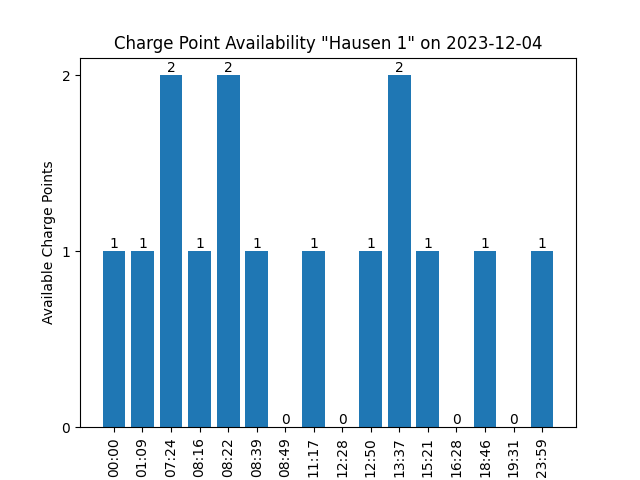 Charge Point Availability "Hausen 1" on 2023-12-04
Available Charge Points
2
1
0
1 1 2 1 2 1 0 1 0 1 2 1 0 1 0 1
00:00 01:09 07:24 08:16 08:22 08:39 08:49 11:17 12:28 12:50 13:37 15:21 16:28 18:46 19:31 23:59